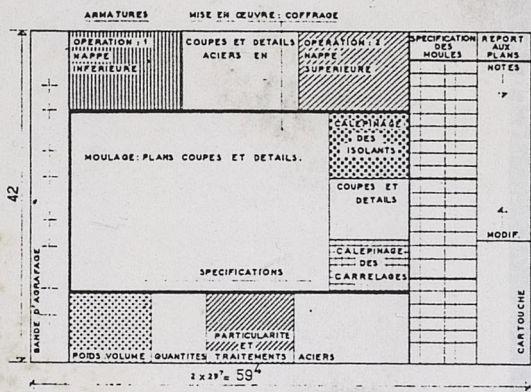 ARMATURES MISE EN ŒUVRE: COFFRAGE
OPERATION: 1
NAPPE
INFERIEURE
COUPES ET DETAILS
ACIERS EN
OPERATION: 2
NAPPE
SUPERIEURE
SPECIFICATION
DES
MOULES
REPORT
AUX
PLANS
NOTES
CALEPINAGE
DES
ISOLANTS
MOULAGE: PLANS COUPES ET DETAILS.
COUPES ET
DETAILS
MODIF.
CALEPINAGE
DES
CARRELAGES
SPECIFICATIONS
42
BANDE D'AGRAFAGE
CARTOUCHE
PARTICULARITE
ET
POIDS VOLUME QUANTITES TRAITEMENTS ACIERS
2 x 29⁷ = 59⁴